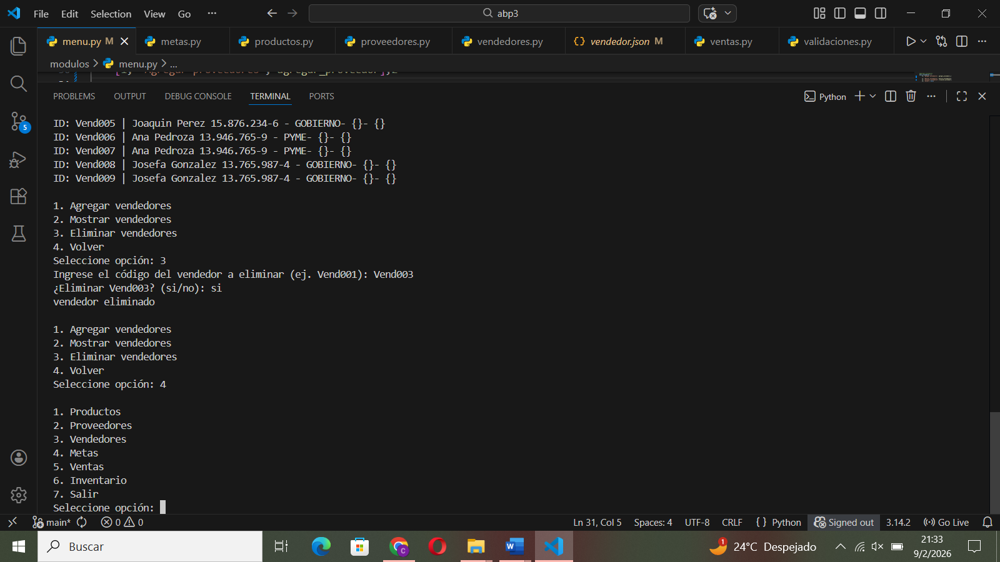 File Edit Selection View Go ··· abp3
menu.py M metas.py productos.py proveedores.py vendedores.py vendedor.json M ventas.py validaciones.py
modulos > menu.py > ...
PROBLEMS OUTPUT DEBUG CONSOLE TERMINAL PORTS Python
ID: Vend005 | Joaquin Perez 15.876.234-6 - GOBIERNO- {}- {}
ID: Vend006 | Ana Pedroza 13.946.765-9 - PYME- {}- {}
ID: Vend007 | Ana Pedroza 13.946.765-9 - PYME- {}- {}
ID: Vend008 | Josefa Gonzalez 13.765.987-4 - GOBIERNO- {}- {}
ID: Vend009 | Josefa Gonzalez 13.765.987-4 - GOBIERNO- {}- {}
1. Agregar vendedores
2. Mostrar vendedores
3. Eliminar vendedores
4. Volver
Seleccione opción: 3
Ingrese el código del vendedor a eliminar (ej. Vend001): Vend003
¿Eliminar Vend003? (si/no): si
vendedor eliminado
1. Agregar vendedores
2. Mostrar vendedores
3. Eliminar vendedores
4. Volver
Seleccione opción: 4
1. Productos
2. Proveedores
3. Vendedores
4. Metas
5. Ventas
6. Inventario
7. Salir
Seleccione opción:
5
main* 0 0 Ln 31, Col 5 Spaces: 4 UTF-8 CRLF {} Python Signed out 3.14.2 Go Live
Buscar 1 24°C Despejado 21:33
9/2/2026